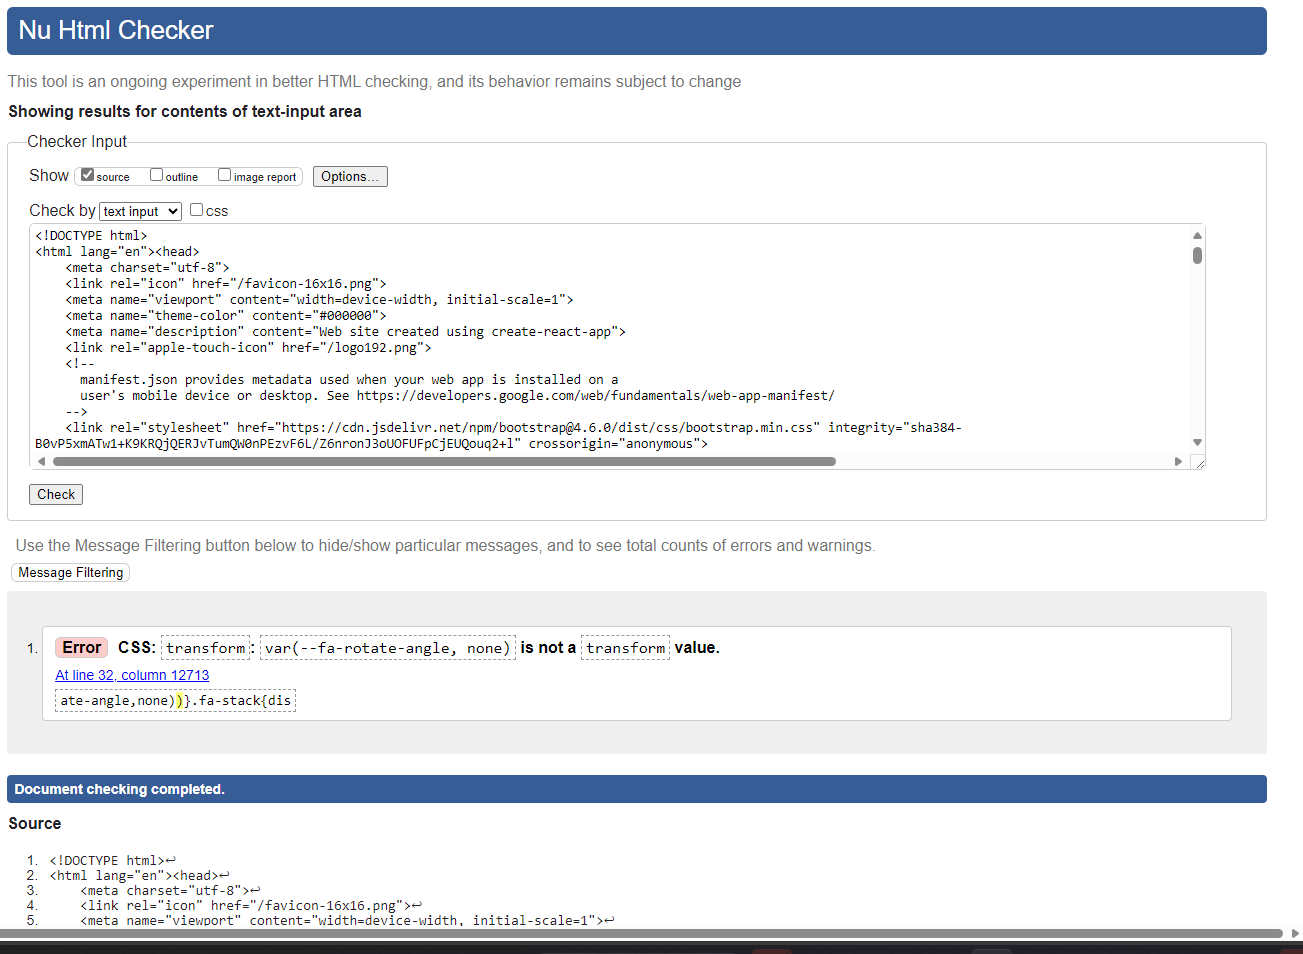 Nu Html Checker
This tool is an ongoing experiment in better HTML checking, and its behavior remains subject to change
Showing results for contents of text-input area
Checker Input
Show source outline image report Options...
Check by text input css
<!DOCTYPE html>
<html lang="en"><head>
<meta charset="utf-8">
<link rel="icon" href="/favicon-16x16.png">
<meta name="viewport" content="width=device-width, initial-scale=1">
<meta name="theme-color" content="#000000">
<meta name="description" content="Web site created using create-react-app">
<link rel="apple-touch-icon" href="/logo192.png">
<!--
manifest.json provides metadata used when your web app is installed on a
user's mobile device or desktop. See https://developers.google.com/web/fundamentals/web-app-manifest/
-->
<link rel="stylesheet" href="https://cdn.jsdelivr.net/npm/bootstrap@4.6.0/dist/css/bootstrap.min.css" integrity="sha384-
B0vP5xmATw1+K9KRQjQERJvTumQW0nPEzvF6L/Z6nronJ3oUOFUFpCjEUQouq2+l" crossorigin="anonymous">
Check
Use the Message Filtering button below to hide/show particular messages, and to see total counts of errors and warnings.
Message Filtering
1. Error CSS: transform: var(--fa-rotate-angle, none) is not a transform value.
At line 32, column 12713
ate-angle,none))}.fa-stack{dis
Document checking completed.
Source
1. <!DOCTYPE html>↩
2. <html lang="en"><head>↩
3. <meta charset="utf-8">↩
4. <link rel="icon" href="/favicon-16x16.png">↩
5. <meta name="viewport" content="width=device-width, initial-scale=1">↩